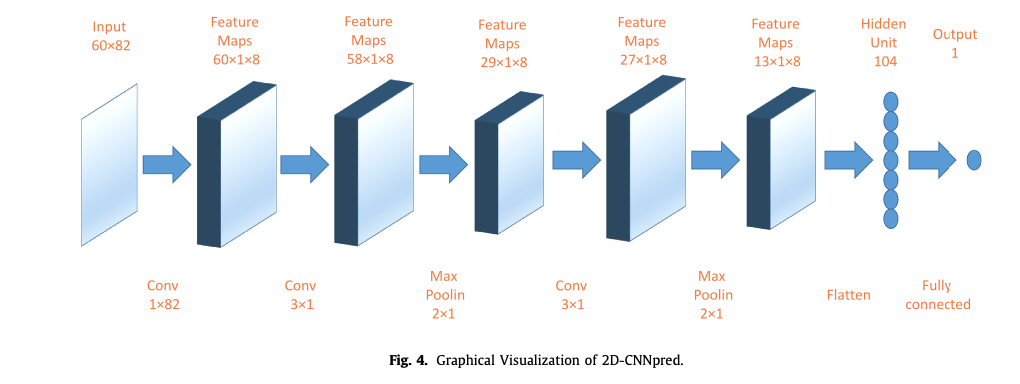 Input
60×82
Feature
Maps
60×1×8
Feature
Maps
58×1×8
Feature
Maps
29×1×8
Feature
Maps
27×1×8
Feature
Maps
13×1×8
Hidden
Unit
104
Output
1
Conv
1×82
Conv
3×1
Max
Poolin
2×1
Conv
3×1
Max
Poolin
2×1
Flatten
Fully
connected
Fig. 4. Graphical Visualization of 2D-CNNpred.